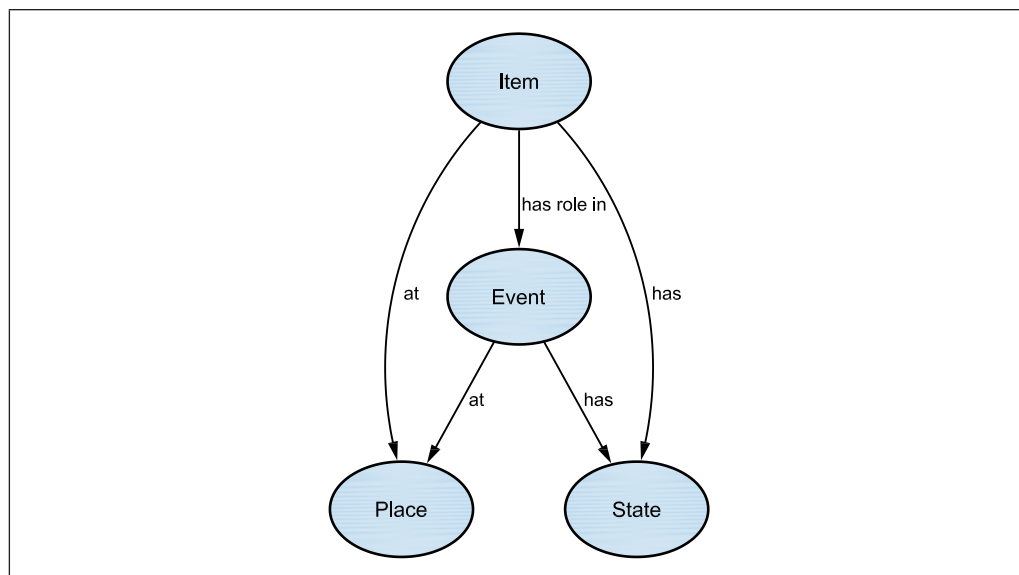 Item
has role in
at
Event
has
at
has
Place
State